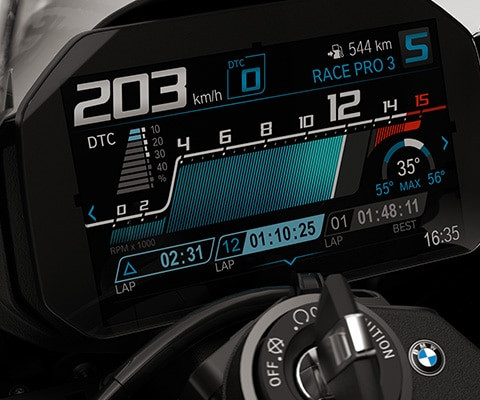 203 km/h DTC 0 544 km S
RACE PRO 3
DTC 10
20
30
40
%
4 6 8 10 12 14 15
0 2
35°
55° MAX 56°
RPM x 1000
02:31 12 01:10:25 01 01:48:11
LAP LAP LAP BEST
16:35
OFF IGNITION
BMW